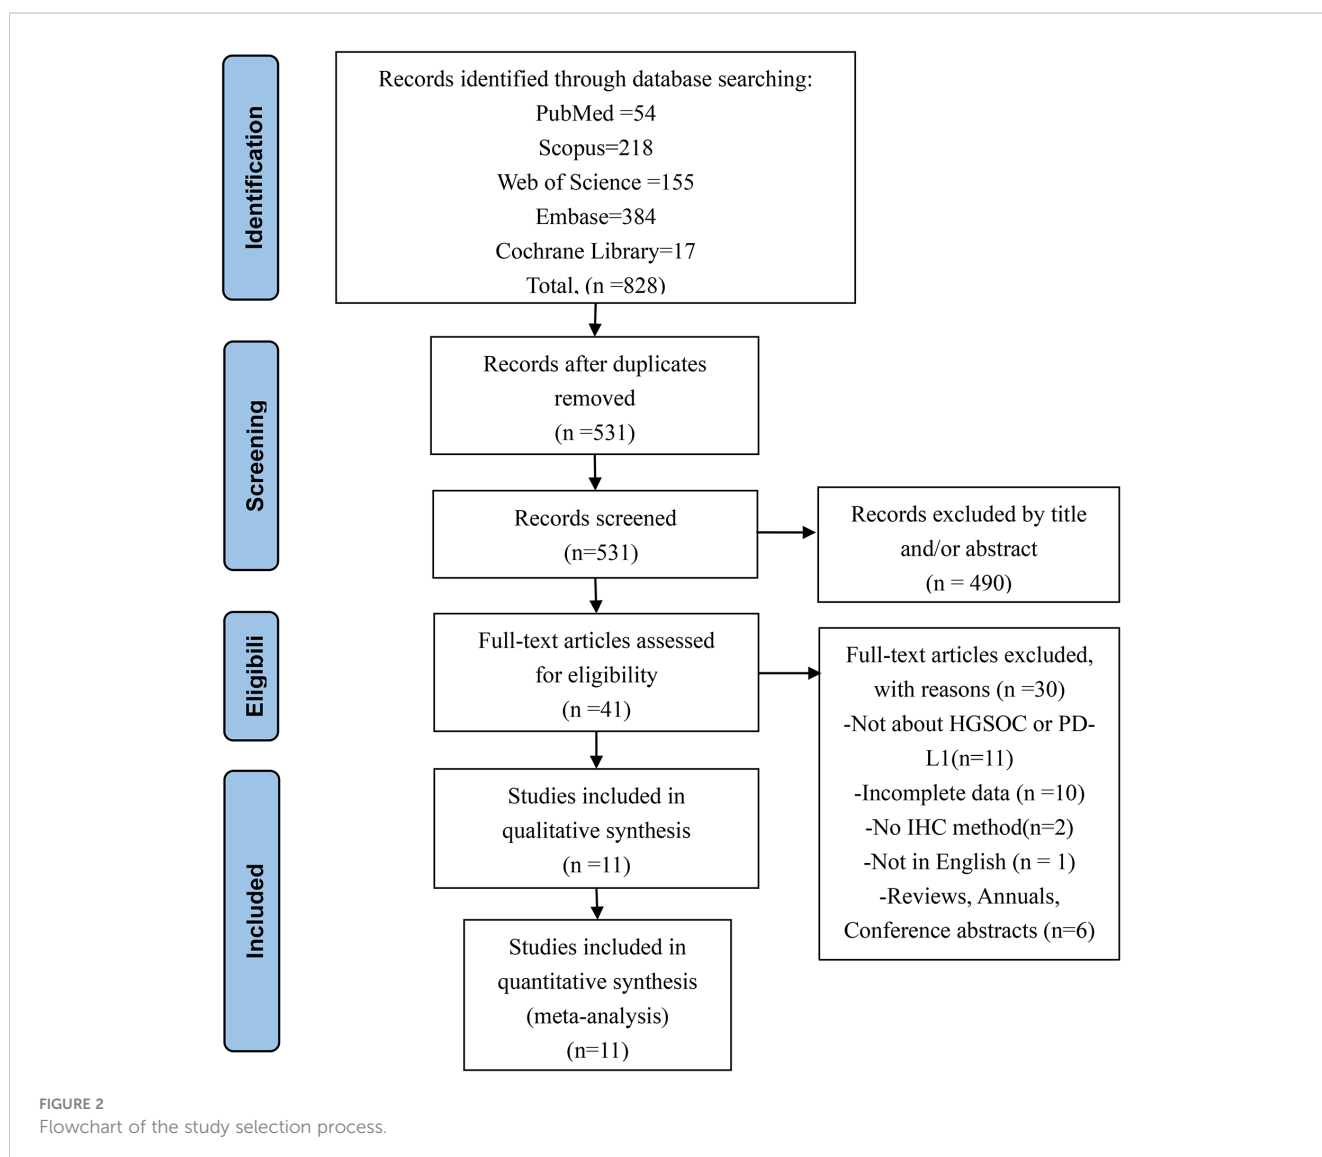 Identification
Records identified through database searching:
PubMed =54
Scopus=218
Web of Science =155
Embase=384
Cochrane Library=17
Total, (n =828)
Screening
Records after duplicates
removed
(n =531)
Records screened
(n=531)
Records excluded by title
and/or abstract
(n = 490)
Eligibili
Full-text articles assessed
for eligibility
(n =41)
Full-text articles excluded,
with reasons (n =30)
-Not about HGSOC or PD-
L1(n=11)
-Incomplete data (n =10)
-No IHC method(n=2)
-Not in English (n = 1)
-Reviews, Annuals,
Conference abstracts (n=6)
Included
Studies included in
qualitative synthesis
(n =11)
Studies included in
quantitative synthesis
(meta-analysis)
(n=11)
FIGURE 2
Flowchart of the study selection process.